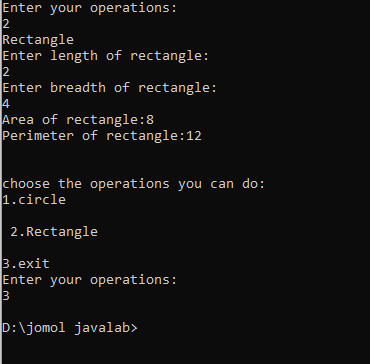 Enter your operations:
2
Rectangle
Enter length of rectangle:
2
Enter breadth of rectangle:
4
Area of rectangle:8
Perimeter of rectangle:12
choose the operations you can do:
1.circle
2.Rectangle
3.exit
Enter your operations:
3
D:\jomol javalab>